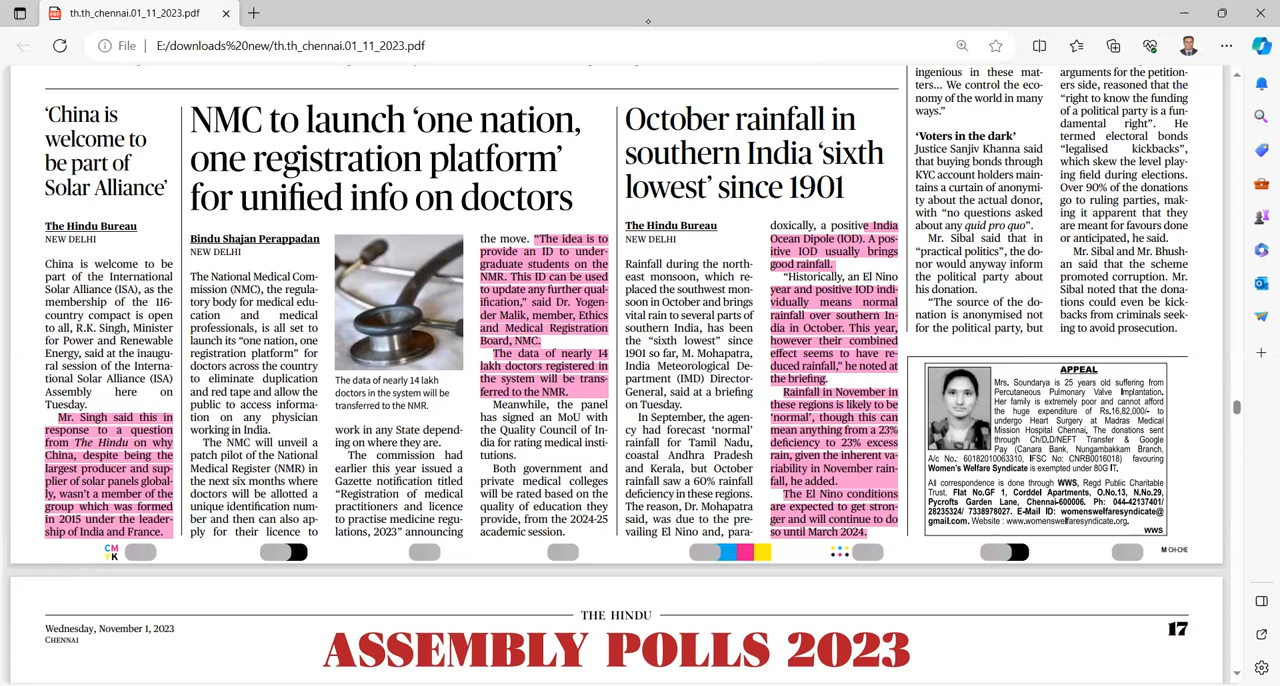 th.th_chennai.01_11_2023.pdf
File
E:/downloads%20new/th.th_chennai.01_11_2023.pdf
‘China is
welcome to
be part of
Solar Alliance’
The Hindu Bureau
NEW DELHI
China is welcome to be
part of the International
Solar Alliance (ISA), as the
membership of the 116-
country compact is open
to all, R.K. Singh, Minister
for Power and Renewable
Energy, said at the inaugu-
ral session of the Interna-
tional Solar Alliance (ISA)
Assembly here on
Tuesday.
Mr. Singh said this in
response to a question
from The Hindu on why
China, despite being the
largest producer and sup-
plier of solar panels global-
ly, wasn’t a member of the
group which was formed
in 2015 under the leader-
ship of India and France.
NMC to launch ‘one nation,
one registration platform’
for unified info on doctors
Bindu Shajan Perappadan
NEW DELHI
The National Medical Com-
mission (NMC), the regula-
tory body for medical edu-
cation and medical
professionals, is all set to
launch its “one nation, one
registration platform” for
doctors across the country
to eliminate duplication
and red tape and allow the
public to access informa-
tion on any physician
working in India.
The NMC will unveil a
patch pilot of the National
Medical Register (NMR) in
the next six months where
doctors will be allotted a
unique identification num-
ber and then can also ap-
ply for their licence to
The data of nearly 14 lakh
doctors in the system will be
transferred to the NMR.
work in any State depend-
ing on where they are.
The Commission had
earlier this year issued a
Gazette notification titled
“Registration of medical
practitioners and licence
to practise medicine regu-
lations, 2023” announcing
the move. “The idea is to
provide an ID to under-
graduate students on the
NMR. This ID can be used
to update any further qual-
ification,” said Dr. Yogen-
der Malik, member, Ethics
and Medical Registration
Board, NMC.
The data of nearly 14
lakh doctors registered in
the system will be trans-
ferred to the NMR.
Meanwhile, the panel
has signed an MoU with
the Quality Council of In-
dia for rating medical insti-
tutions.
Both government and
private medical colleges
will be rated based on the
quality of education they
provide, from the 2024-25
academic session.
October rainfall in
southern India ‘sixth
lowest’ since 1901
The Hindu Bureau
NEW DELHI
Rainfall during the north-
east monsoon, which re-
placed the southwest mon-
soon in October and brings
vital rain to several parts of
southern India, has been
the “sixth lowest” since
1901 so far, M. Mohapatra,
India Meteorological De-
partment (IMD) Director-
General, said at a briefing
on Tuesday.
In September, the agen-
cy had forecast ‘normal’
rainfall for Tamil Nadu,
coastal Andhra Pradesh
and Kerala, but October
rainfall saw a 60% rainfall
deficiency in these regions.
The reason, Dr. Mohapatra
said, was due to the pre-
vailing El Nino and, para-
doxically, a positive India
Ocean Dipole (IOD). A pos-
itive IOD usually brings
good rainfall.
“Historically, an El Nino
year and positive IOD indi-
vidually means normal
rainfall over southern In-
dia in October. This year,
however their combined
effect seems to have re-
duced rainfall,” he noted at
the briefing.
Rainfall in November in
these regions is likely to be
‘normal’, though this can
mean anything from a 23%
deficiency to 23% excess
rain, given the inherent va-
riability in November rain-
fall, he added.
The El Nino conditions
are expected to get stron-
ger and will continue to do
so until March 2024.
ingenious in these mat-
ters... We control the eco-
nomy of the world in many
ways.”
‘Voters in the dark’
Justice Sanjiv Khanna said
that buying bonds through
KYC account holders main-
tains a curtain of anonymi-
ty about the actual donor,
with “no questions asked
about any quid pro quo”.
Mr. Sibal said that in
“practical politics”, the do-
nor would anyway inform
the political party about
his donation.
“The source of the do-
nation is anonymised not
for the political party, but
arguments for the petition-
ers side, reasoned that the
“right to know the funding
of a political party is a fun-
damental right”. He
termed electoral bonds
“legalised kickbacks”,
which skew the level play-
ing field during elections.
Over 90% of the donations
go to ruling parties, mak-
ing it apparent that they
are meant for favours done
or anticipated, he said.
Mr. Sibal and Mr. Bhush-
an said that the scheme
promoted corruption. Mr.
Sibal noted that the dona-
tions could even be kick-
backs from criminals seek-
ing to avoid prosecution.
APPEAL
Mrs. Soundarya is 25 years old suffering from
Percutaneous Pulmonary Valve Implantation.
Her family is extremely poor and cannot afford
the huge expenditure of Rs.16,82,000/- to
undergo Heart Surgery at Madras Medical
Mission Hospital Chennai, The donations sent
through Ch/D.D/NEFT Transfer & Google
Pay (Canara Bank, Nungambakkam Branch,
A/c No.: 60182010063310, IFSC No: CNRB0016018) favouring
Women’s Welfare Syndicate is exempted under 80G IT,
All correspondence is done through WWS, Regd Public Charitable
Trust, Flat No.GF 1, Corddel Apartments, O.No.13, N.No.29,
Pycrofts Garden Lane, Chennai-600006. Ph: 044-42137401/
28235324/ 7338978027. E-Mail ID: womenswelfaresyndicate@
gmail.com. Website : www.womenswelfaresyndicate.org.
WWS
CM
YK
M CH-CHE
Wednesday, November 1, 2023
CHENNAI
THE HINDU
17
ASSEMBLY POLLS 2023